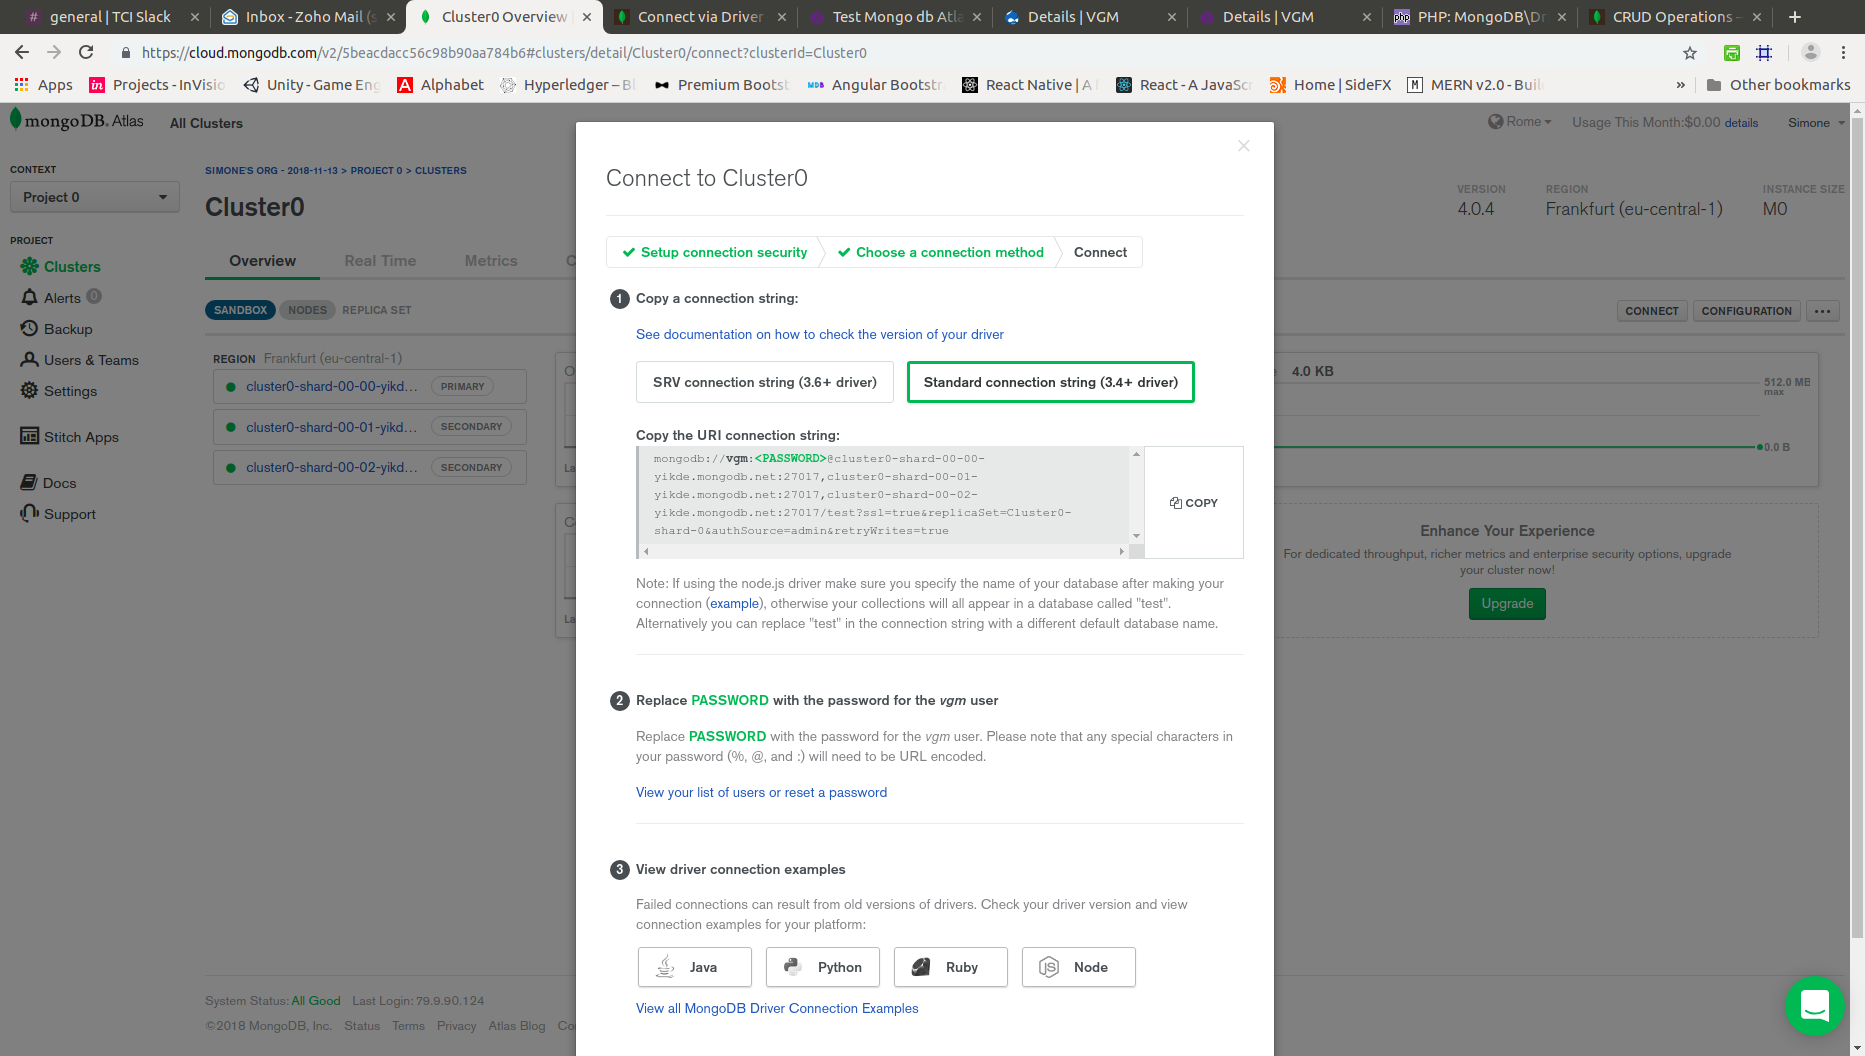 general | TCI Slack
Inbox - Zoho Mail (s
Cluster0 Overview
Connect via Driver
Test Mongo db Atla
Details | VGM
Details | VGM
PHP: MongoDB\Dr
CRUD Operations –
https://cloud.mongodb.com/v2/5beacdacc56c98b90aa784b6#clusters/detail/Cluster0/connect?clusterId=Cluster0
Apps
Projects - InVisio
Unity - Game Eng
Alphabet
Hyperledger – Bl
Premium Bootst
Angular Bootstr
React Native | A
React - A JavaScr
Home | SideFX
MERN v2.0 - Buil
» Other bookmarks
mongoDB. Atlas
All Clusters
Rome
Usage This Month:$0.00 details
Simone
CONTEXT
Project 0
PROJECT
Clusters
Alerts 0
Backup
Users & Teams
Settings
Stitch Apps
Docs
Support
SIMONE'S ORG - 2018-11-13 > PROJECT 0 > CLUSTERS
Cluster0
VERSION
4.0.4
REGION
Frankfurt (eu-central-1)
INSTANCE SIZE
M0
Overview
Real Time
Metrics
C
SANDBOX
NODES
REPLICA SET
CONNECT
CONFIGURATION
...
REGION Frankfurt (eu-central-1)
cluster0-shard-00-00-yikd... PRIMARY
cluster0-shard-00-01-yikd... SECONDARY
cluster0-shard-00-02-yikd... SECONDARY
4.0 KB
512.0 MB
max
0.0 B
La
La
Enhance Your Experience
For dedicated throughput, richer metrics and enterprise security options, upgrade
your cluster now!
Upgrade
Connect to Cluster0
Setup connection security
Choose a connection method
Connect
1 Copy a connection string:
See documentation on how to check the version of your driver
SRV connection string (3.6+ driver)
Standard connection string (3.4+ driver)
Copy the URI connection string:
mongodb://vgm:<PASSWORD>@cluster0-shard-00-00-
yikde.mongodb.net:27017,cluster0-shard-00-01-
yikde.mongodb.net:27017,cluster0-shard-00-02-
yikde.mongodb.net:27017/test?ssl=true&replicaSet=Cluster0-
shard-0&authSource=admin&retryWrites=true
COPY
Note: If using the node.js driver make sure you specify the name of your database after making your
connection (example), otherwise your collections will all appear in a database called "test".
Alternatively you can replace "test" in the connection string with a different default database name.
2 Replace PASSWORD with the password for the vgm user
Replace PASSWORD with the password for the vgm user. Please note that any special characters in
your password (%, @, and :) will need to be URL encoded.
View your list of users or reset a password
3 View driver connection examples
Failed connections can result from old versions of drivers. Check your driver version and view
connection examples for your platform:
Java
Python
Ruby
Node
View all MongoDB Driver Connection Examples
System Status: All Good Last Login: 79.9.90.124
©2018 MongoDB, Inc. Status Terms Privacy Atlas Blog Co